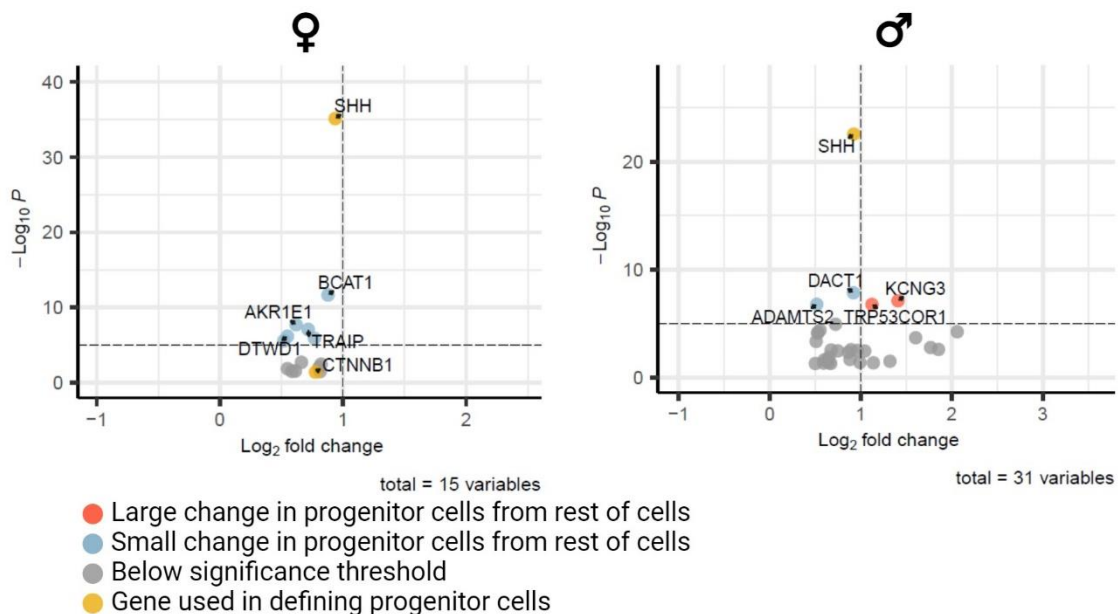 ♀
40
30
20
10
0
−Log₁₀ P
SHH
BCAT1
AKR1E1
DTWD1
TRAIP
CTNNB1
−1
0
1
2
Log₂ fold change
total = 15 variables
♂
20
10
0
−Log₁₀ P
SHH
DACT1
KCNG3
ADAMTS2
TRP53COR1
−1
0
1
2
3
Log₂ fold change
total = 31 variables
Large change in progenitor cells from rest of cells
Small change in progenitor cells from rest of cells
Below significance threshold
Gene used in defining progenitor cells